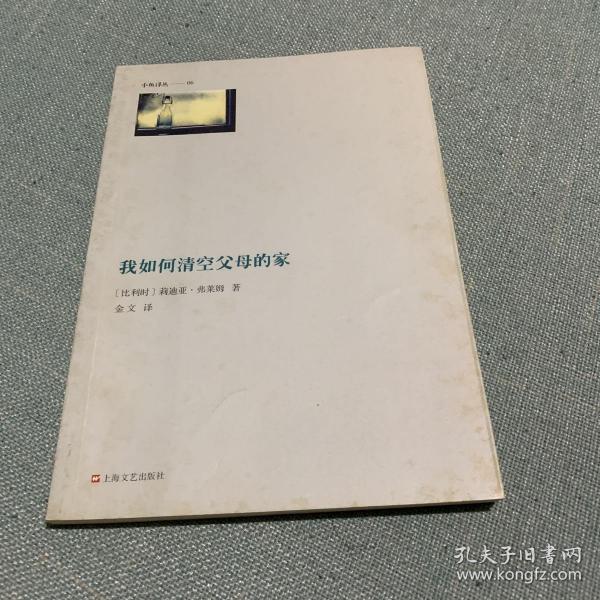 小鱼译丛——06
我如何清空父母的家
〔比利时〕莉迪亚·弗莱姆 著
金文 译
上海文艺出版社
孔夫子旧书网
www.kongfz.com